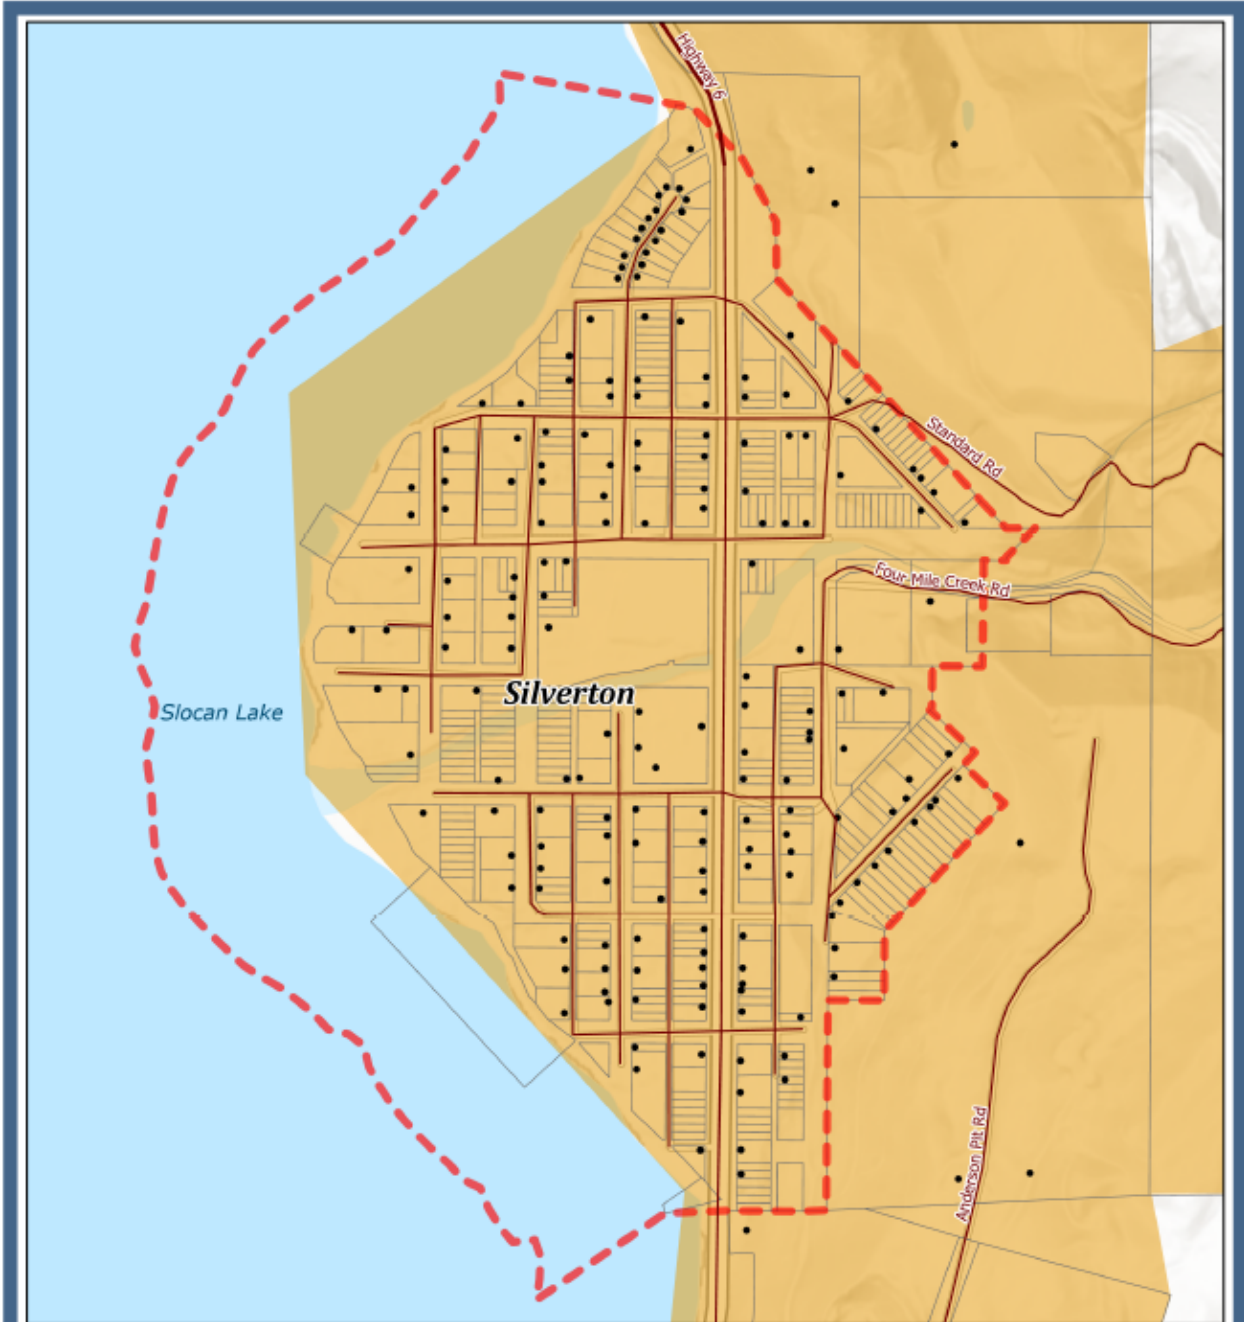 Highway 6
Standard Rd
Four Mile Creek Rd
Silverton
Slocan Lake
Anderson Pit Rd